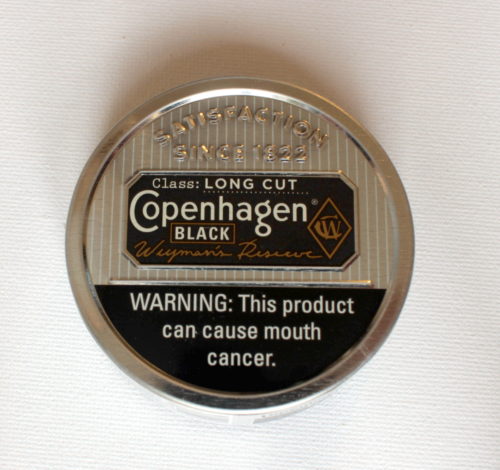 SATISFACTION
SINCE 1822
Class: LONG CUT
Copenhagen®
W
BLACK
Weyman's Reserve
WARNING: This product
can cause mouth
cancer.